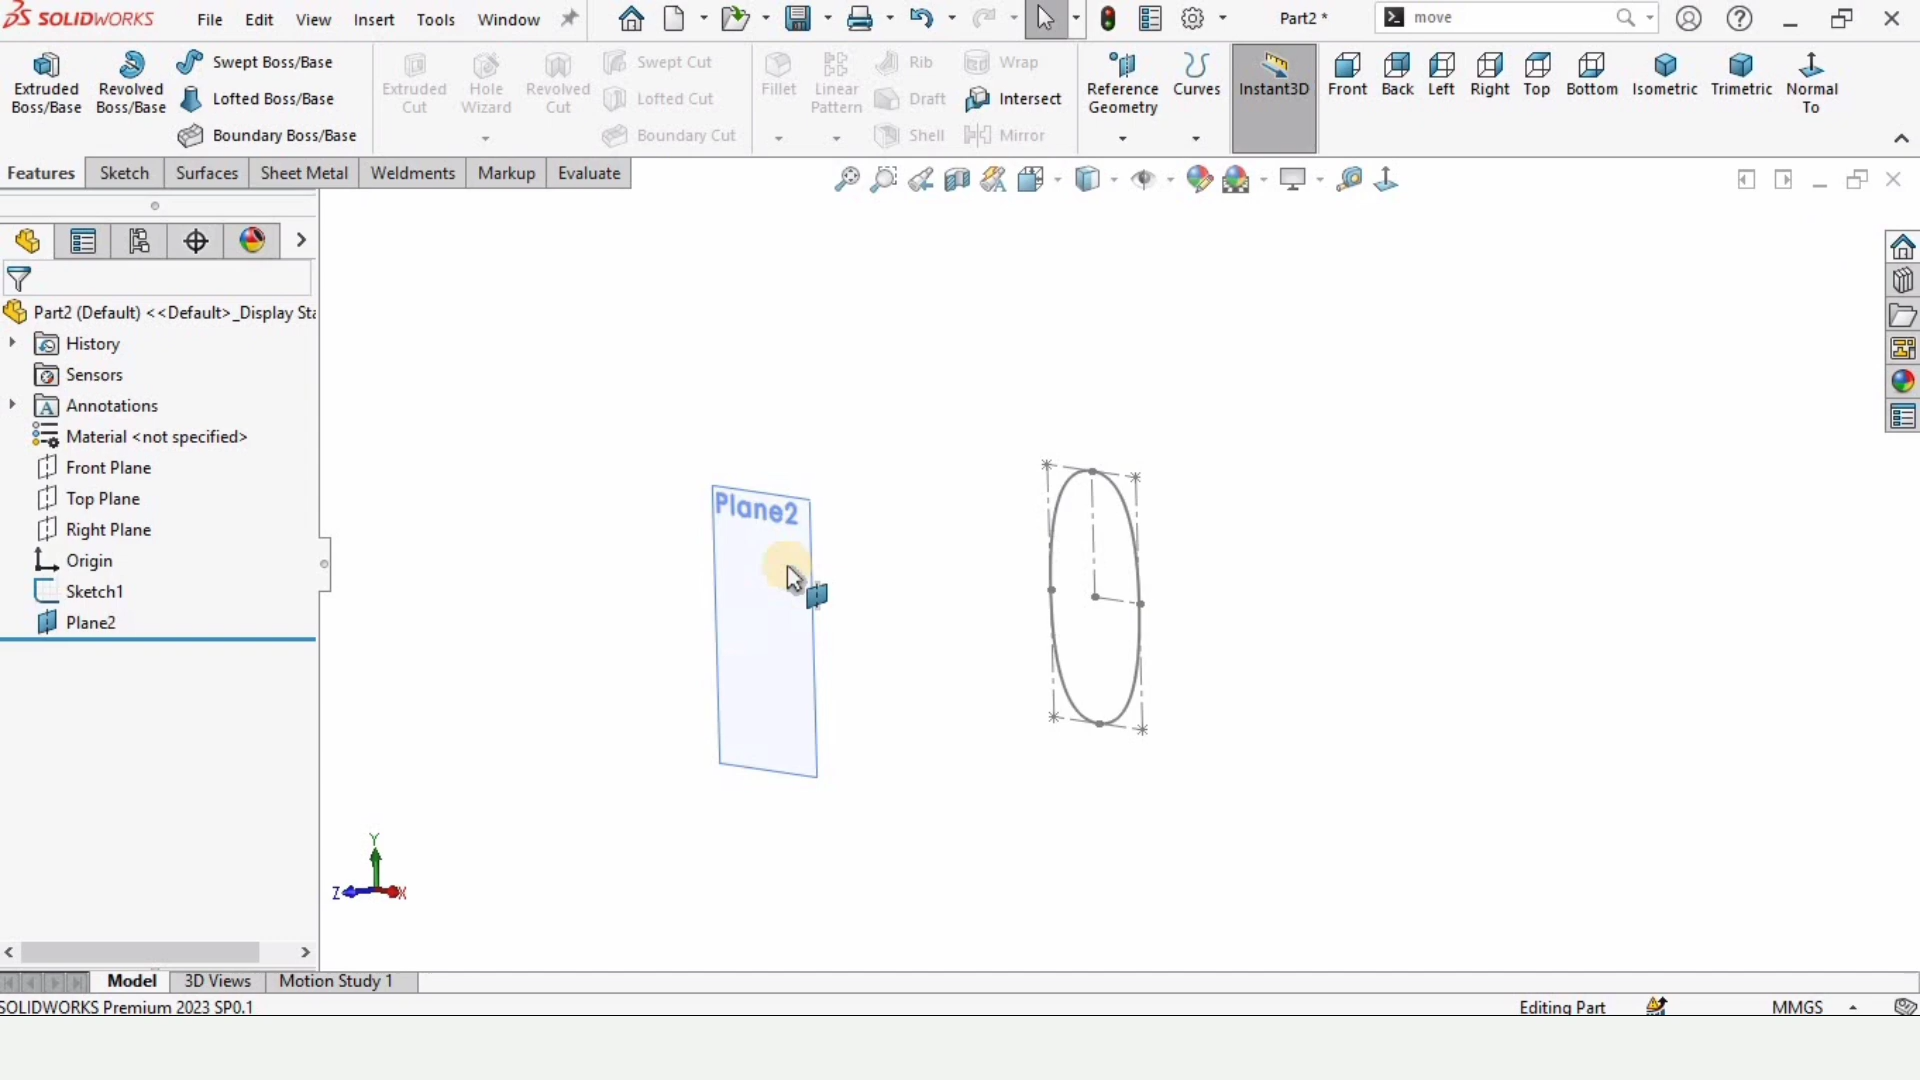 SOLIDWORKS File Edit View Insert Tools Window Part2 * move
Extruded Boss/Base
Revolved Boss/Base
Swept Boss/Base
Lofted Boss/Base
Boundary Boss/Base
Extruded Cut
Hole Wizard
Revolved Cut
Swept Cut
Lofted Cut
Boundary Cut
Fillet
Linear Pattern
Rib
Draft
Shell
Wrap
Intersect
Mirror
Reference Geometry
Curves
Instant3D
Front
Back
Left
Right
Top
Bottom
Isometric
Trimetric
Normal To
Features Sketch Surfaces Sheet Metal Weldments Markup Evaluate
Part2 (Default) <<Default>_Display Sta
History
Sensors
Annotations
Material <not specified>
Front Plane
Top Plane
Right Plane
Origin
Sketch1
Plane2
Plane2
Y
Z X
Model 3D Views Motion Study 1
SOLIDWORKS Premium 2023 SP0.1 Editing Part MMGS